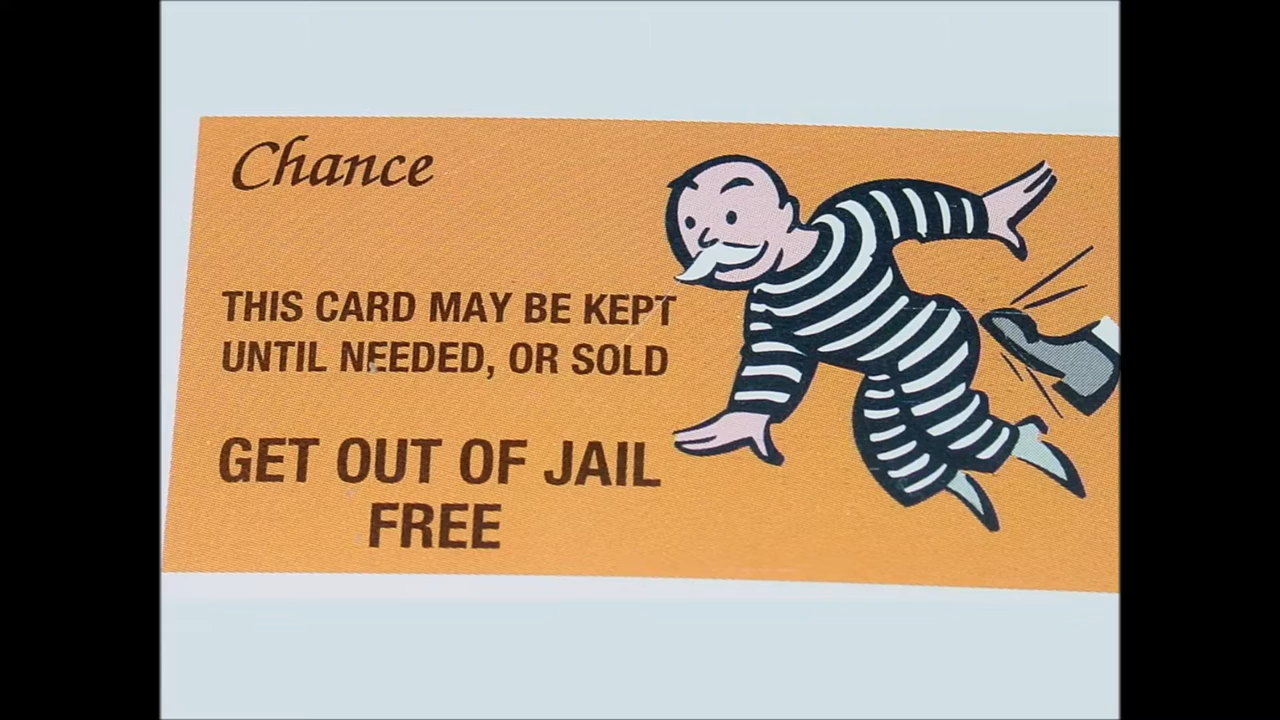 Chance
THIS CARD MAY BE KEPT
UNTIL NEEDED, OR SOLD
GET OUT OF JAIL
FREE